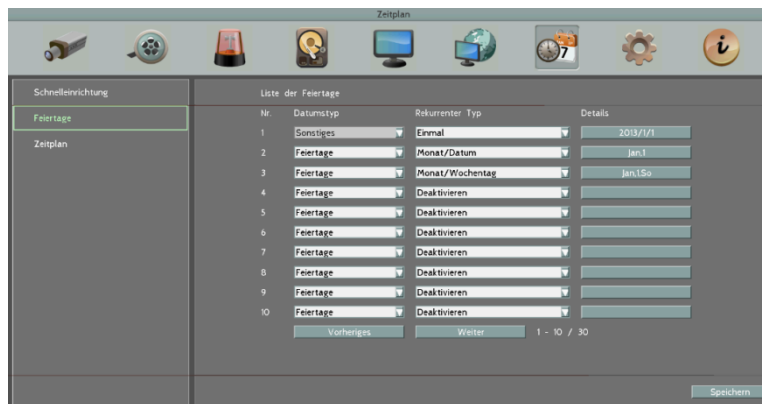 Zeitplan
7
i
Schnelleinrichtung
Feiertage
Zeitplan
Liste der Feiertage
Nr. Datumstyp Rekurrenter Typ Details
1 Sonstiges Einmal 2013/1/1
2 Feiertage Monat/Datum Jan,1
3 Feiertage Monat/Wochentag Jan,1,So
4 Feiertage Deaktivieren
5 Feiertage Deaktivieren
6 Feiertage Deaktivieren
7 Feiertage Deaktivieren
8 Feiertage Deaktivieren
9 Feiertage Deaktivieren
10 Feiertage Deaktivieren
Vorheriges Weiter 1 - 10 / 30
Speichern